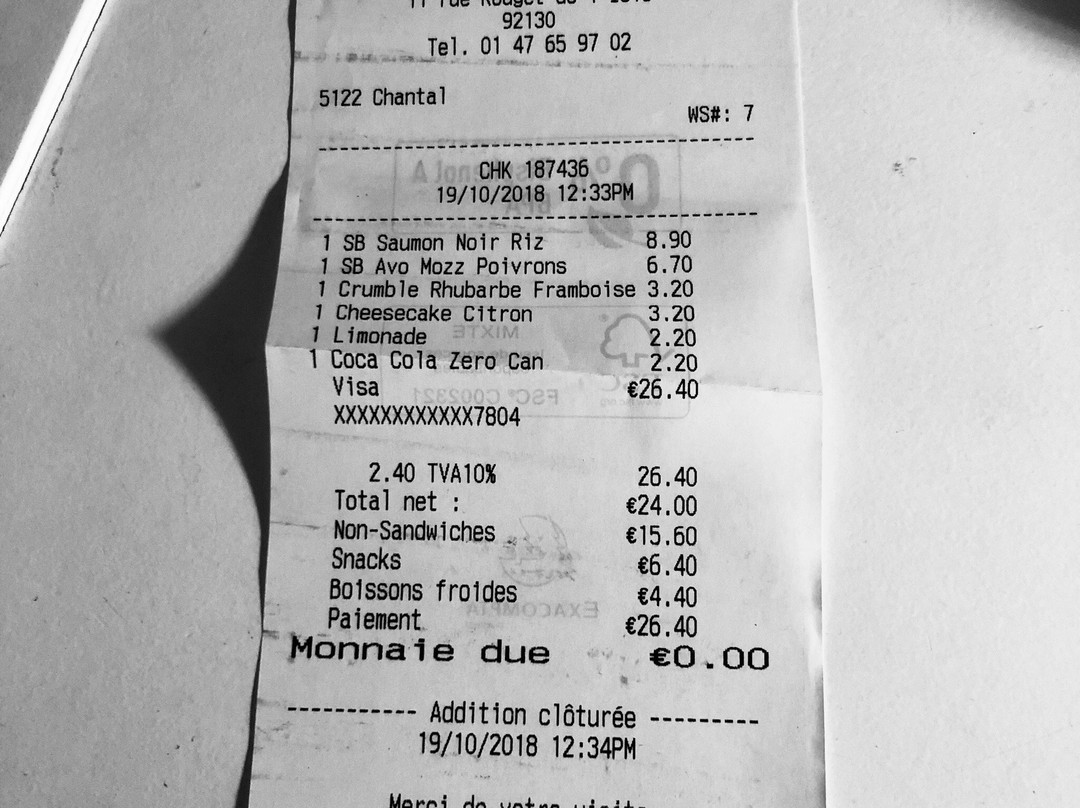 92130
Tel. 01 47 65 97 02
5122 Chantal
WS#: 7
CHK 187436
19/10/2018 12:33PM
1 SB Saumon Noir Riz 8.90
1 SB Avo Mozz Poivrons 6.70
1 Crumble Rhubarbe Framboise 3.20
1 Cheesecake Citron 3.20
1 Limonade 2.20
1 Coca Cola Zero Can 2.20
Visa €26.40
XXXXXXXXXXXX7804
2.40 TVA10% 26.40
Total net : €24.00
Non-Sandwiches €15.60
Snacks €6.40
Boissons froides €4.40
Paiement €26.40
Monnaie due €0.00
----------- Addition clôturée ---------
19/10/2018 12:34PM
Merci de votre visite